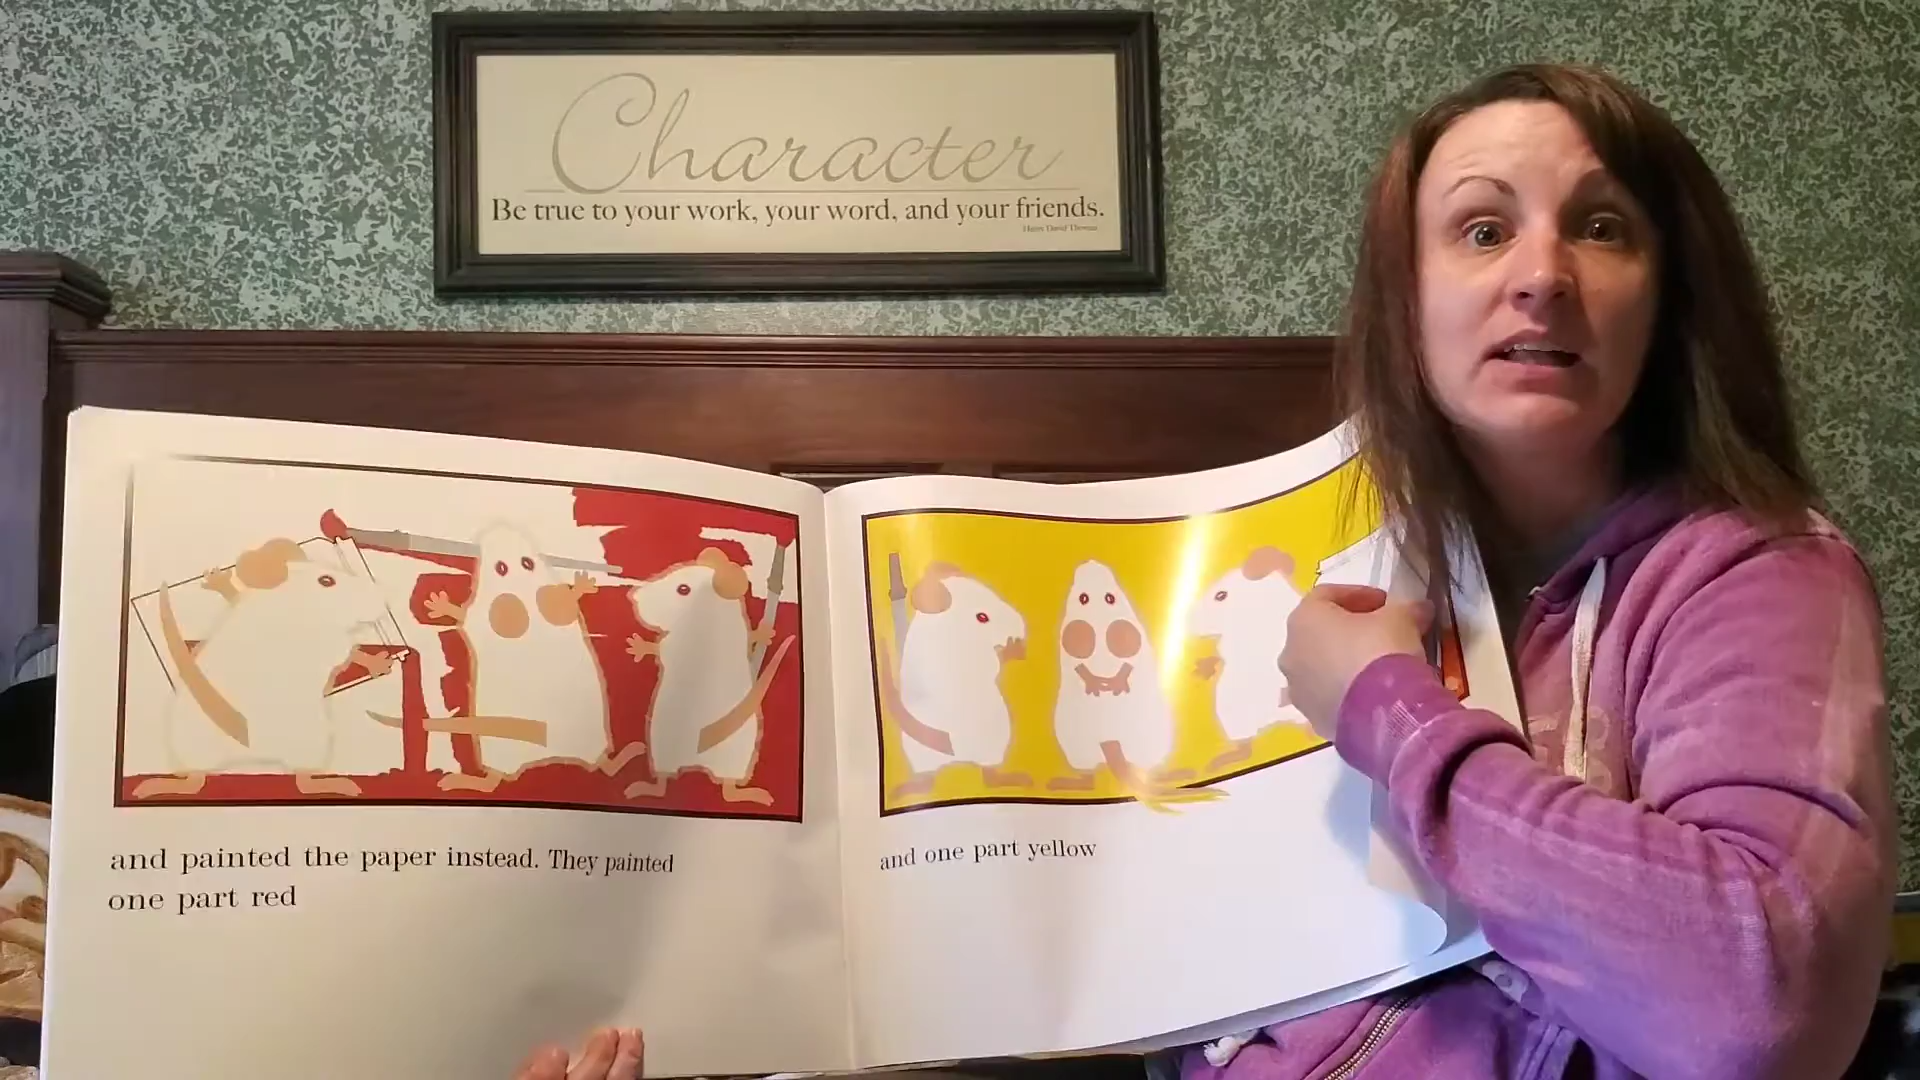 Character
Be true to your work, your word, and your friends.
and painted the paper instead. They painted
one part red
and one part yellow